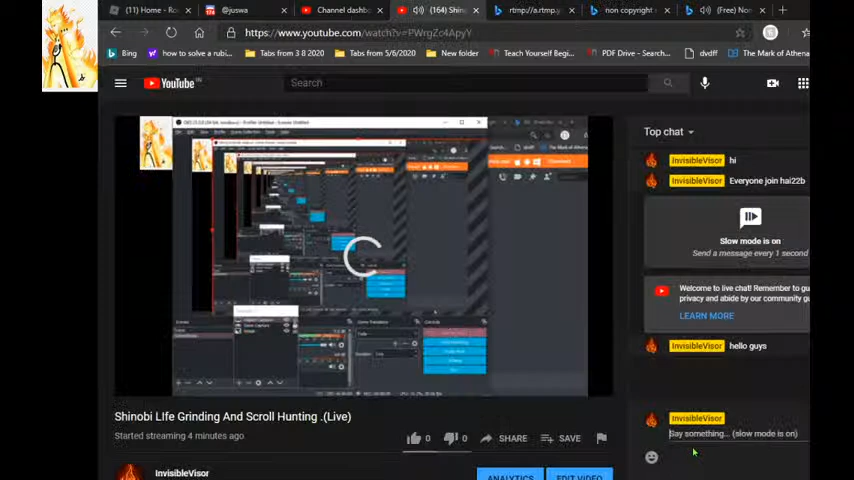 (11) Home - Ro
@juswa
Channel dashbo
(164) Shin
rtmp://a.rtmp.y
non copyright s
(Free) Non
https://www.youtube.com/watch?v=PWrgZc4ApyY
Bing
how to solve a rubi...
Tabs from 3 8 2020
Tabs from 5/6/2020
New folder
Teach Yourself Begi...
PDF Drive - Search...
dvdff
The Mark of Athena
YouTube IN
Search
Top chat
InvisibleVisor hi
InvisibleVisor Everyone join hai22b
Slow mode is on
Send a message every 1 second
Welcome to live chat! Remember to gu
privacy and abide by our community gu
LEARN MORE
InvisibleVisor hello guys
InvisibleVisor
Say something... (slow mode is on)
Shinobi LIfe Grinding And Scroll Hunting .(Live)
Started streaming 4 minutes ago
0
0
SHARE
SAVE
InvisibleVisor
ANALYTICS
EDIT VIDEO